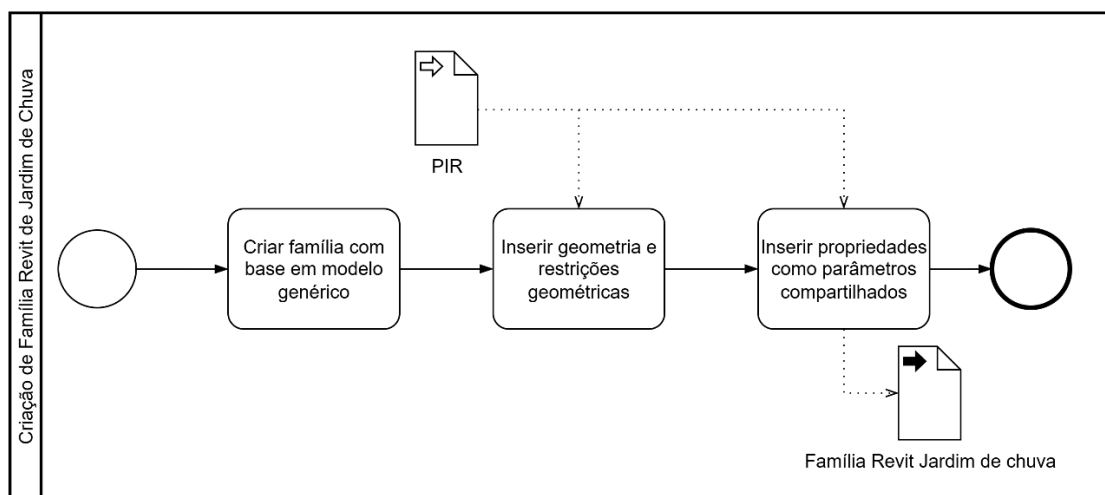 Criação de Família Revit de Jardim de Chuva
PIR
Criar família com
base em modelo
genérico
Inserir geometria e
restrições
geométricas
Inserir propriedades
como parâmetros
compartilhados
Família Revit Jardim de chuva